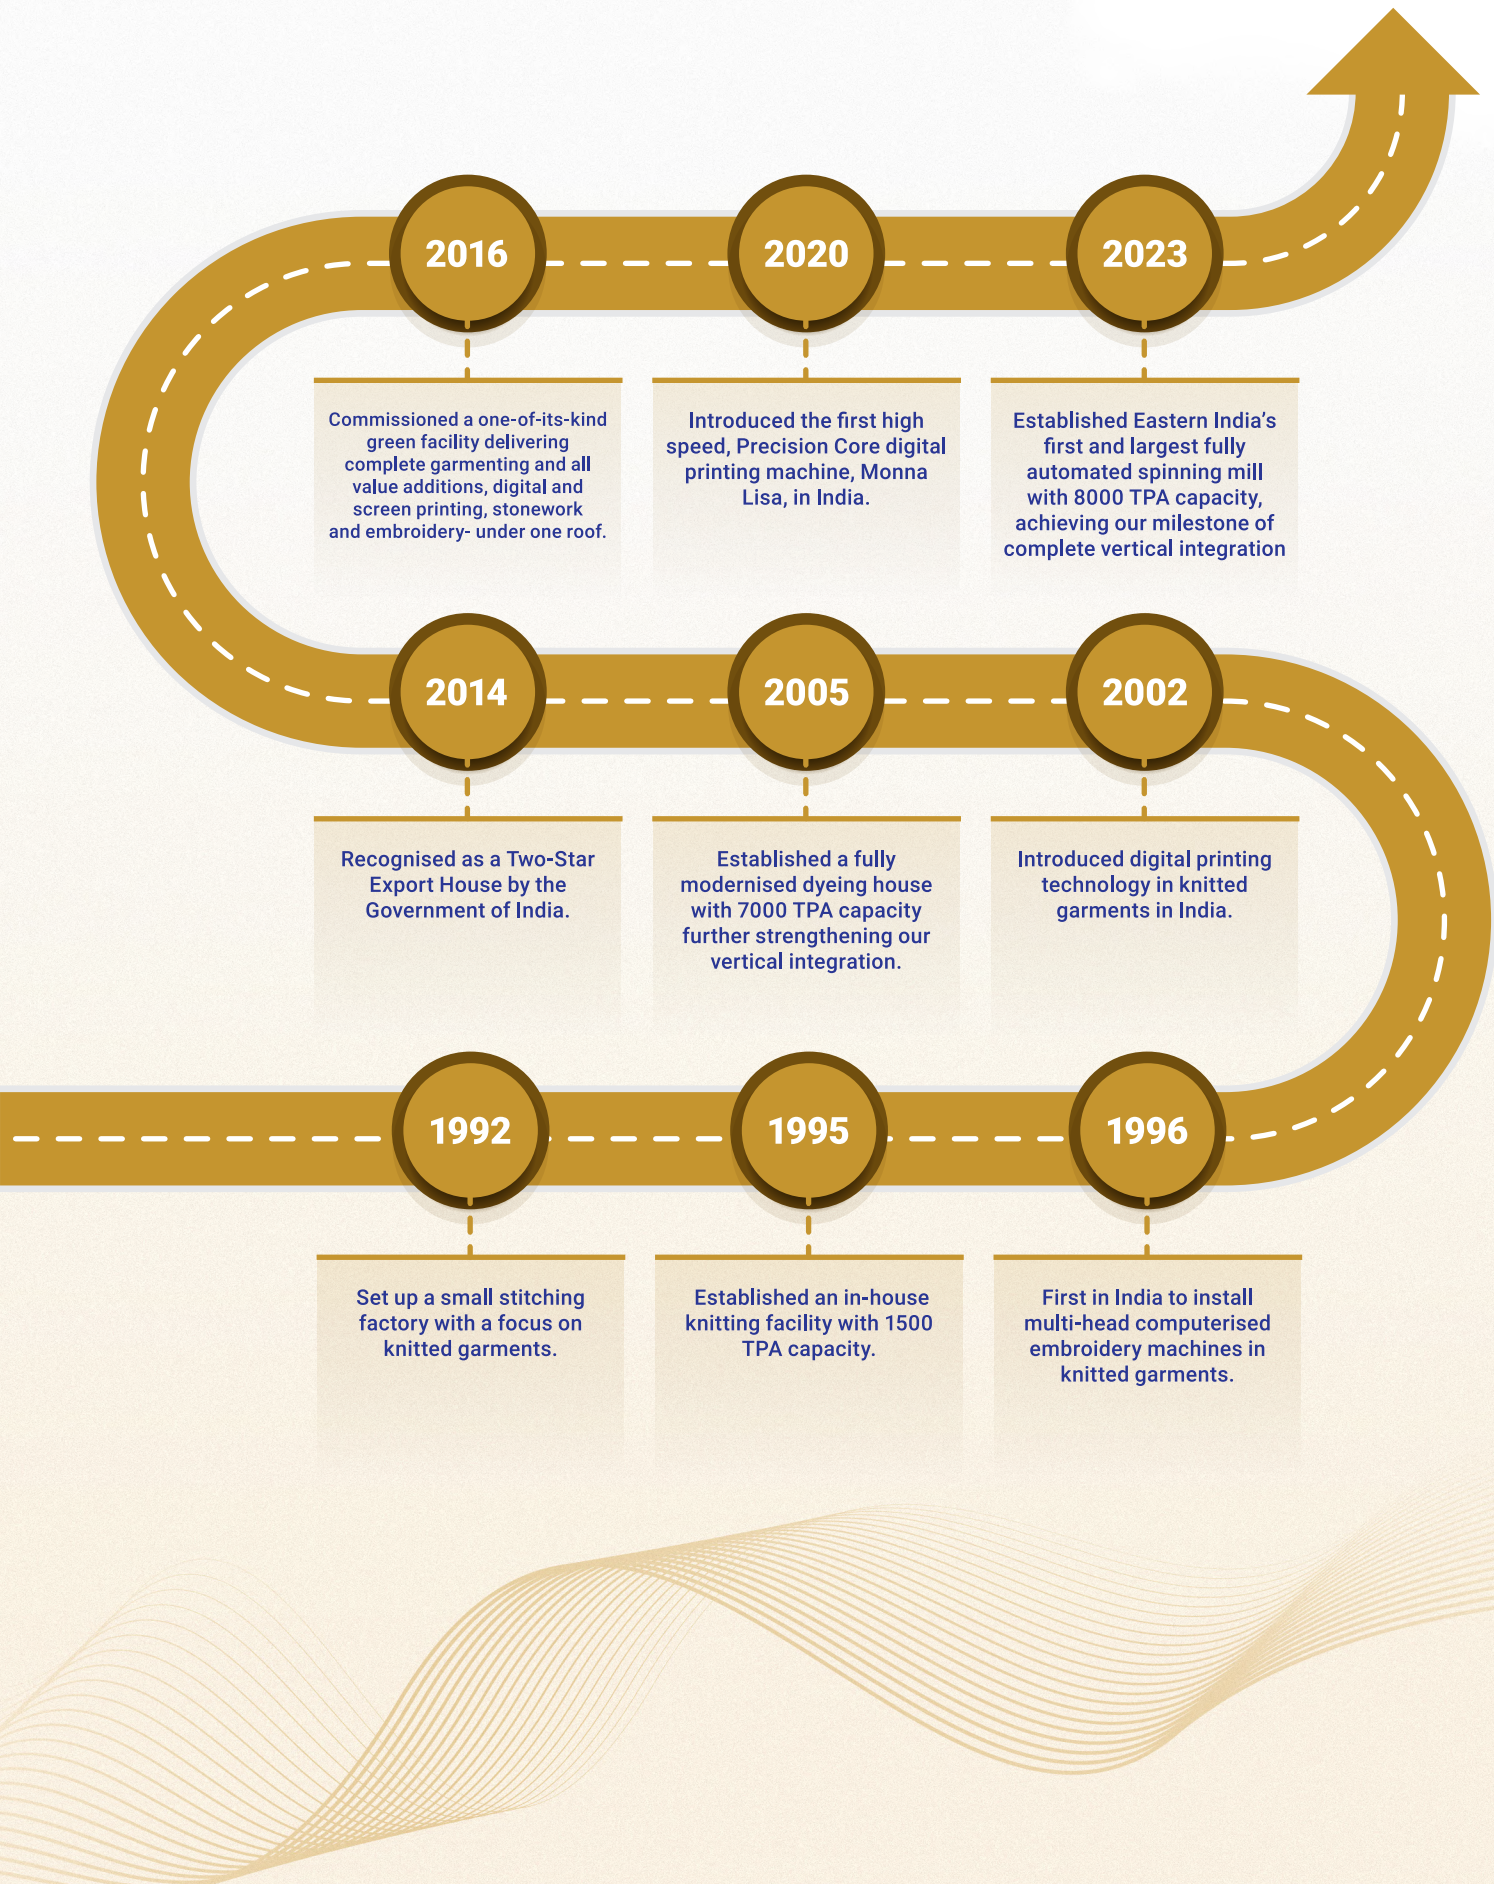 2016
2020
2023
Commissioned a one-of-its-kind
green facility delivering
complete garmenting and all
value additions, digital and
screen printing, stonework
and embroidery- under one roof.
Introduced the first high
speed, Precision Core digital
printing machine, Monna
Lisa, in India.
Established Eastern India’s
first and largest fully
automated spinning mill
with 8000 TPA capacity,
achieving our milestone of
complete vertical integration
2014
2005
2002
Recognised as a Two-Star
Export House by the
Government of India.
Established a fully
modernised dyeing house
with 7000 TPA capacity
further strengthening our
vertical integration.
Introduced digital printing
technology in knitted
garments in India.
1992
1995
1996
Set up a small stitching
factory with a focus on
knitted garments.
Established an in-house
knitting facility with 1500
TPA capacity.
First in India to install
multi-head computerised
embroidery machines in
knitted garments.